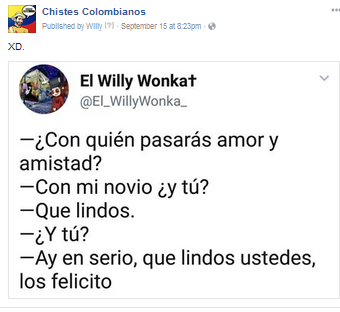 Chistes Colombianos
Published by Willy [?] · September 15 at 8:23pm ·
XD.
El Willy Wonka✝
@El_WillyWonka_
—¿Con quién pasarás amor y
amistad?
—Con mi novio ¿y tú?
—Que lindos.
—¿Y tú?
—Ay en serio, que lindos ustedes,
los felicito